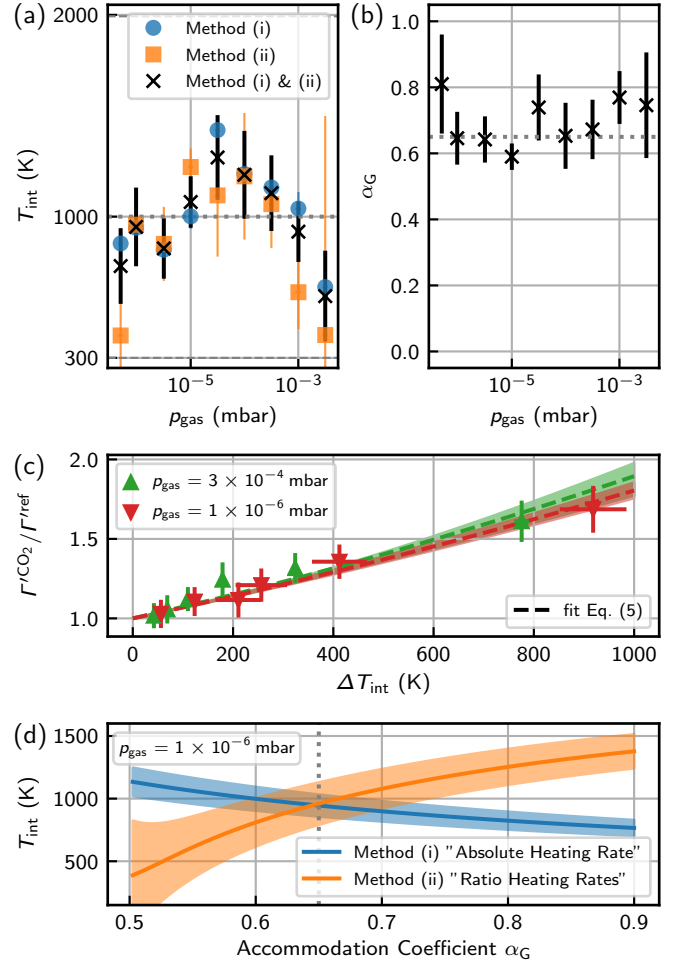 (a)
2000
1000
300
T_int (K)
Method (i)
Method (ii)
Method (i) & (ii)
10^−5
10^−3
p_gas (mbar)
(b)
1.0
0.8
0.6
0.4
0.2
0.0
α_G
10^−5
10^−3
p_gas (mbar)
(c)
2.0
1.5
1.0
Γ′^CO₂/Γ′^ref
p_gas = 3 × 10^−4 mbar
p_gas = 1 × 10^−6 mbar
fit Eq. (5)
0 200 400 600 800 1000
ΔT_int (K)
(d)
1500
1000
500
T_int (K)
p_gas = 1 × 10^−6 mbar
Method (i) "Absolute Heating Rate"
Method (ii) "Ratio Heating Rates"
0.5 0.6 0.7 0.8 0.9
Accommodation Coefficient α_G